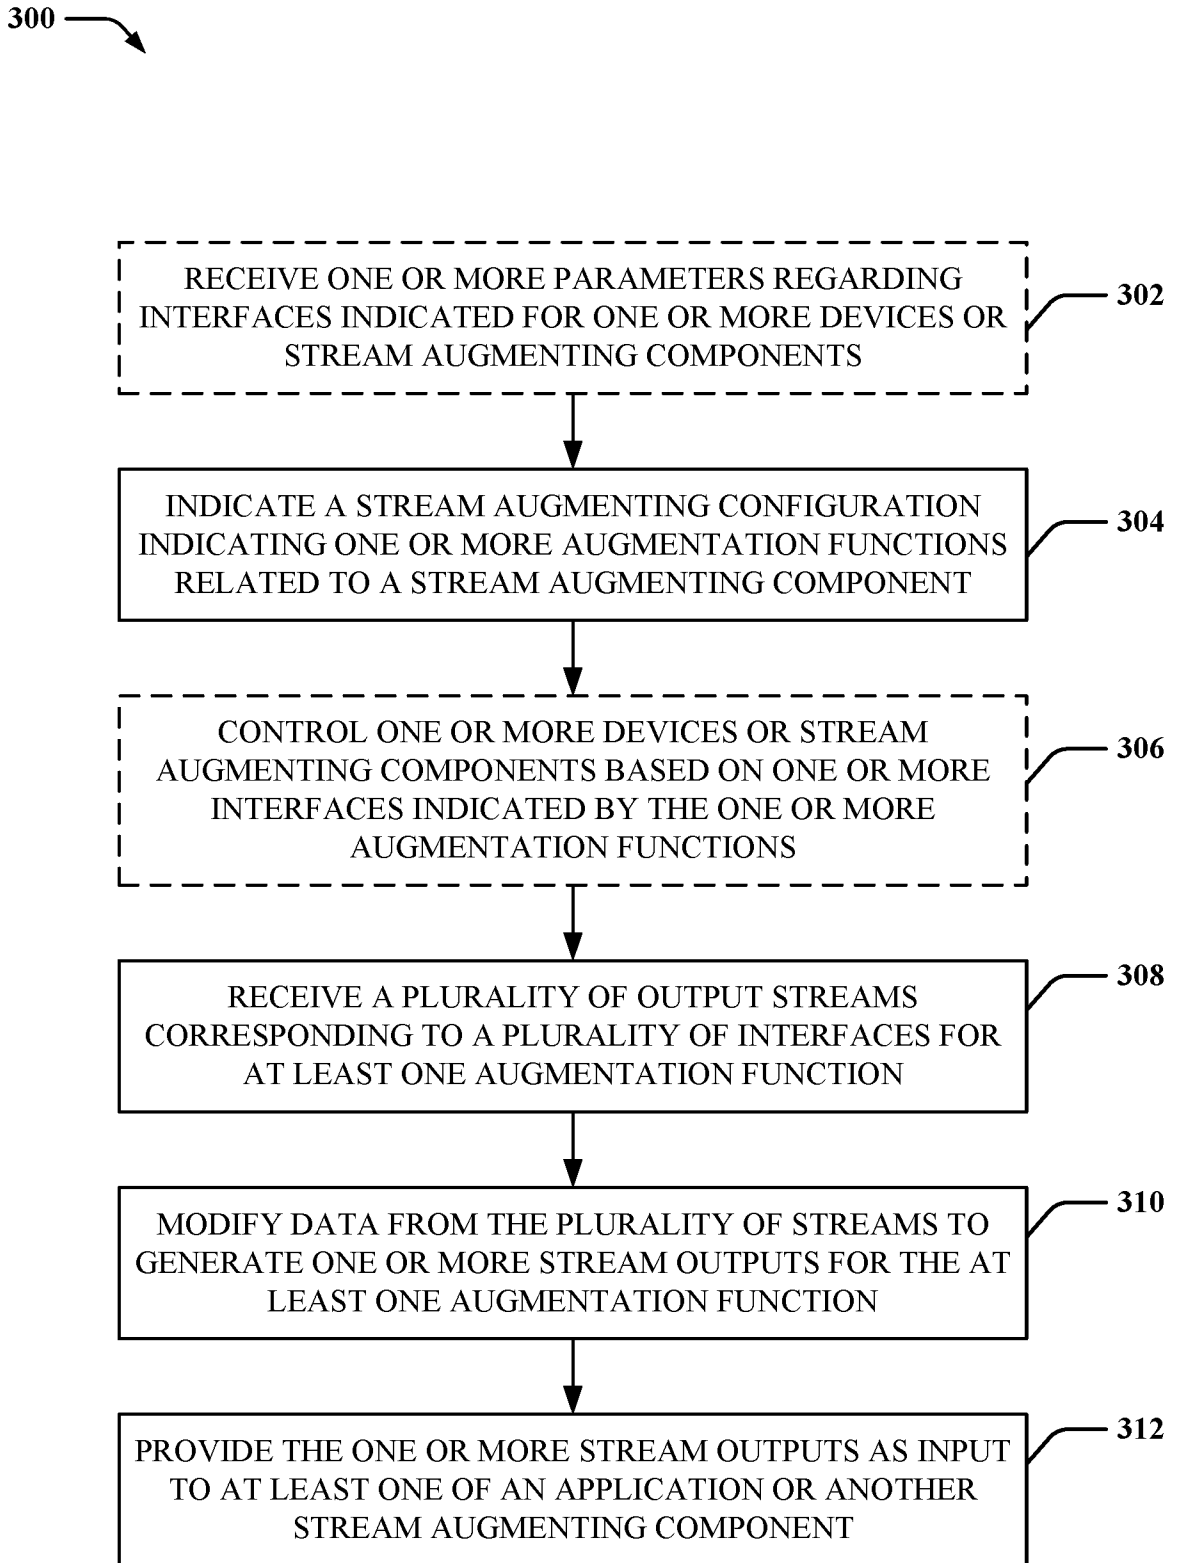 300
RECEIVE ONE OR MORE PARAMETERS REGARDING
INTERFACES INDICATED FOR ONE OR MORE DEVICES OR
STREAM AUGMENTING COMPONENTS
302
INDICATE A STREAM AUGMENTING CONFIGURATION
INDICATING ONE OR MORE AUGMENTATION FUNCTIONS
RELATED TO A STREAM AUGMENTING COMPONENT
304
CONTROL ONE OR MORE DEVICES OR STREAM
AUGMENTING COMPONENTS BASED ON ONE OR MORE
INTERFACES INDICATED BY THE ONE OR MORE
AUGMENTATION FUNCTIONS
306
RECEIVE A PLURALITY OF OUTPUT STREAMS
CORRESPONDING TO A PLURALITY OF INTERFACES FOR
AT LEAST ONE AUGMENTATION FUNCTION
308
MODIFY DATA FROM THE PLURALITY OF STREAMS TO
GENERATE ONE OR MORE STREAM OUTPUTS FOR THE AT
LEAST ONE AUGMENTATION FUNCTION
310
PROVIDE THE ONE OR MORE STREAM OUTPUTS AS INPUT
TO AT LEAST ONE OF AN APPLICATION OR ANOTHER
STREAM AUGMENTING COMPONENT
312